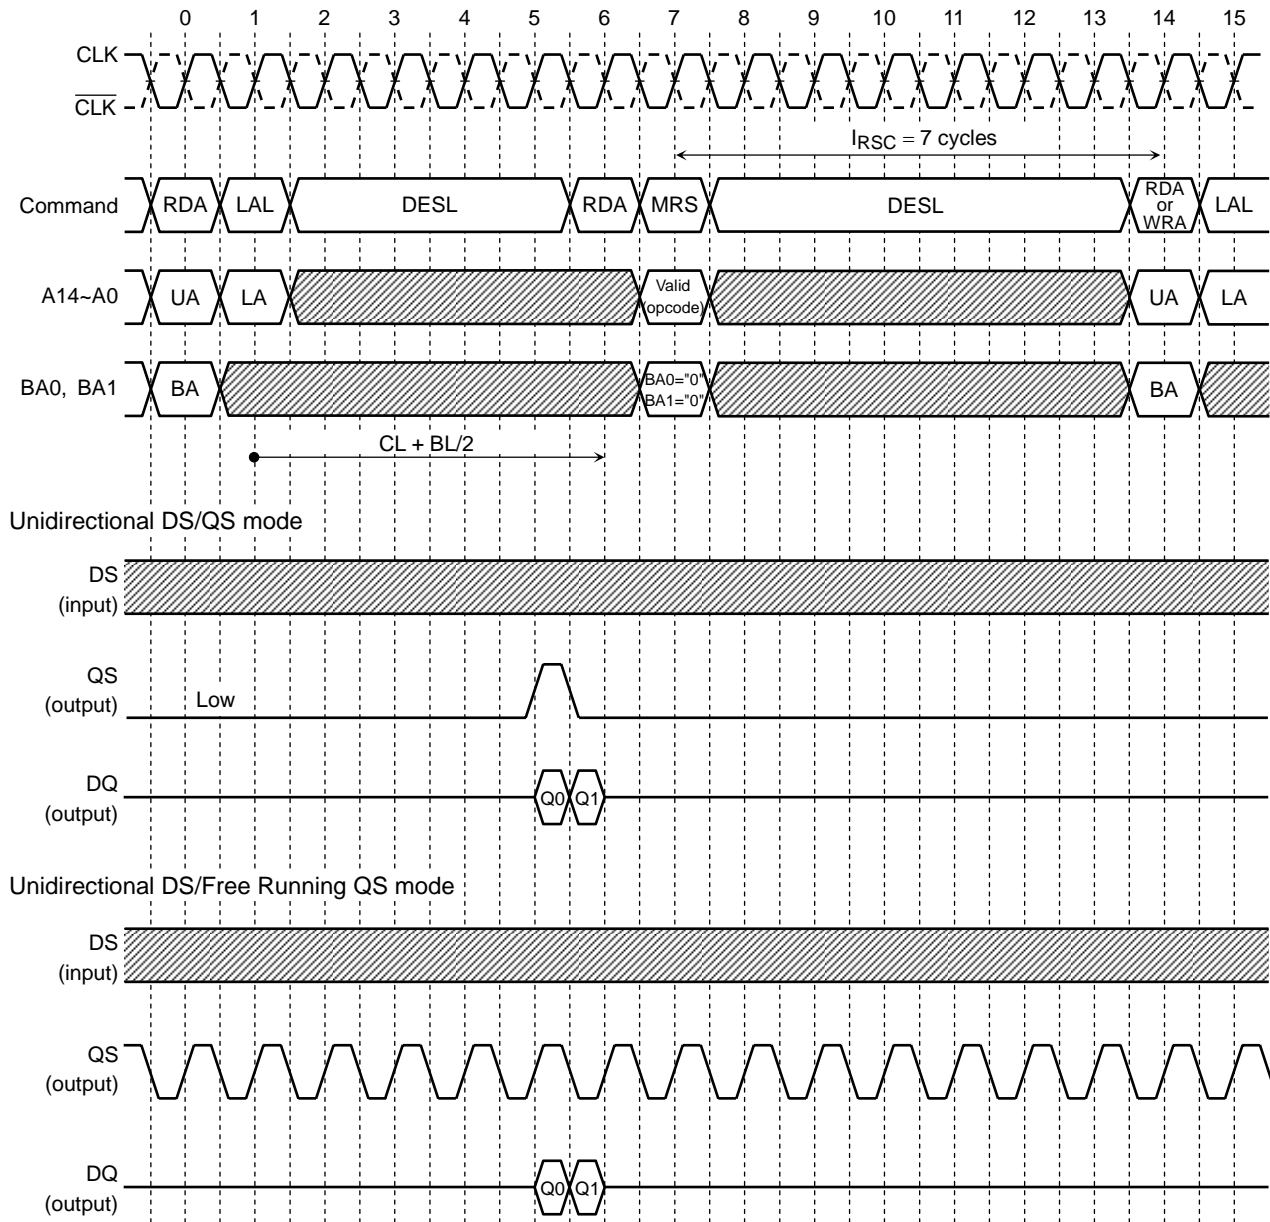 0 1 2 3 4 5 6 7 8 9 10 11 12 13 14 15
CLK
CLK
IRSC = 7 cycles
Command RDA LAL DESL RDA MRS DESL RDA or WRA LAL
A14~A0 UA LA Valid (opcode) UA LA
BA0, BA1 BA BA0="0" BA1="0" BA
CL + BL/2
Unidirectional DS/QS mode
DS
(input)
QS
(output) Low
DQ
(output) Q0 Q1
Unidirectional DS/Free Running QS mode
DS
(input)
QS
(output)
DQ
(output) Q0 Q1